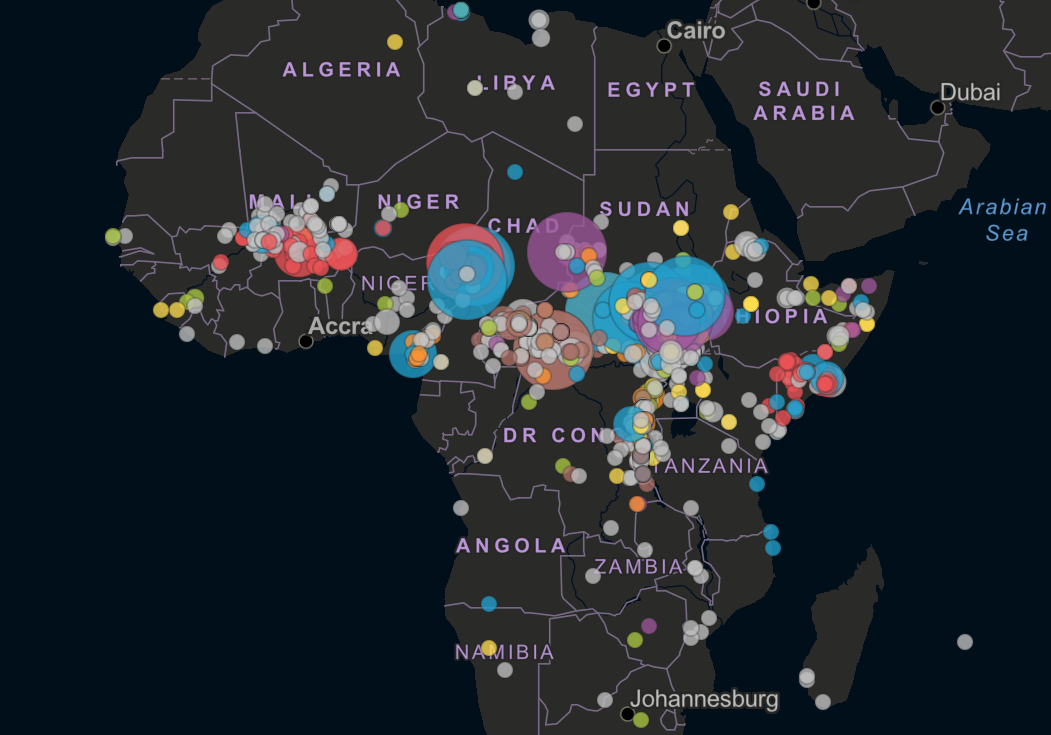 Cairo
ALGERIA
LIBYA
EGYPT
SAUDI
ARABIA
Dubai
MALI
NIGER
SUDAN
CHAD
Arabian
Sea
NIGER
HIOPIA
Accra
DR CON
TANZANIA
ANGOLA
ZAMBIA
NAMIBIA
Johannesburg